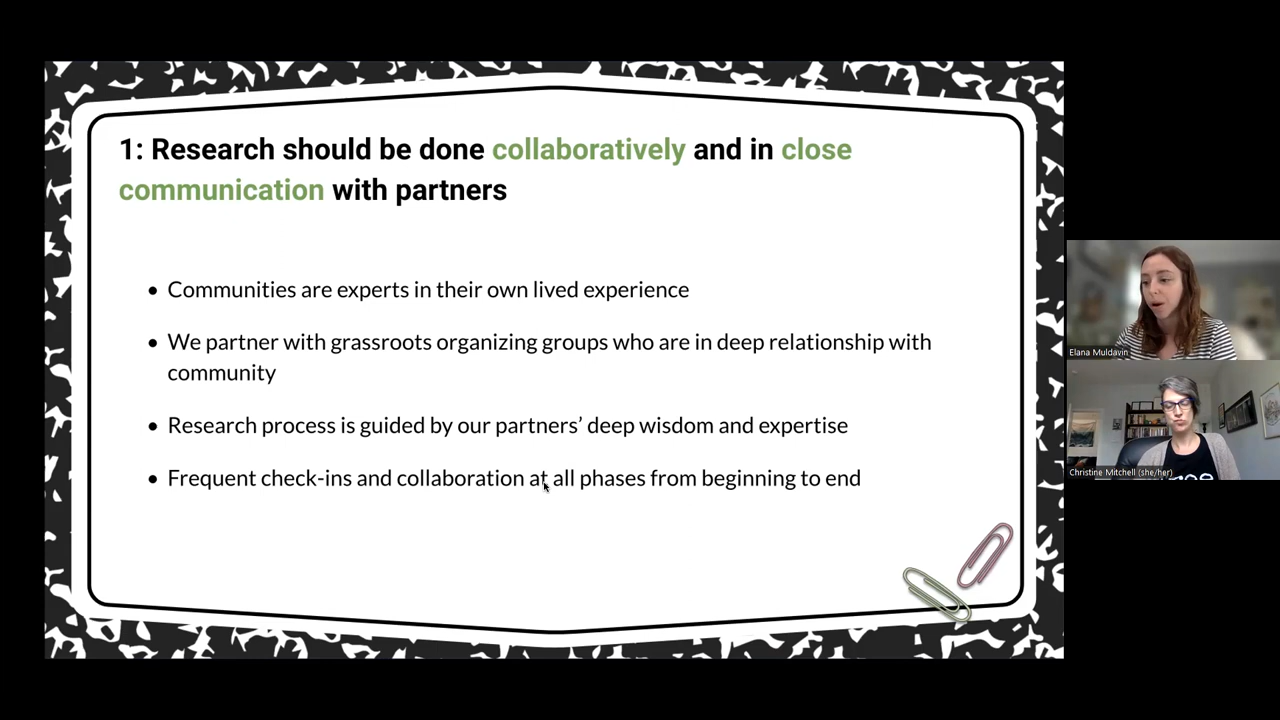 1: Research should be done collaboratively and in close
communication with partners
• Communities are experts in their own lived experience
• We partner with grassroots organizing groups who are in deep relationship with
community
• Research process is guided by our partners’ deep wisdom and expertise
• Frequent check-ins and collaboration at all phases from beginning to end
Elana Muldavin
Christine Mitchell (she/her)